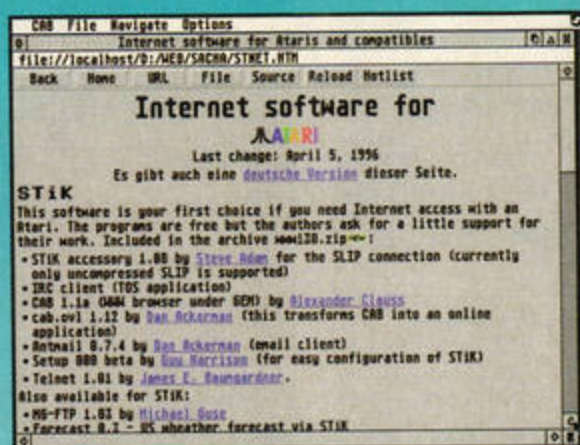 CAB File Navigate Options
Internet software for Ataris and compatibles
file://localhost/D:/WEB/SACHA/STNET.HTM
Back Home URL File Source Reload Hotlist
Internet software for
ATARI
Last change: April 5, 1996
Es gibt auch eine deutsche Version dieser Seite.
STiK
This software is your first choice if you need Internet access with an
Atari. The programs are free but the authors ask for a little support for
their work. Included in the archive www130.zip :
• STiK accessory 1.08 by Steve Adam for the SLIP connection (currently
only uncompressed SLIP is supported)
• IRC client (TOS application)
• CAB 1.1a (WWW browser under GEM) by Alexander Clauss
• cab.ovl 1.12 by Dan Ackerman (this transforms CAB into an online
application)
• Antmail 0.7.4 by Dan Ackerman (email client)
• Setup 008 beta by Guy Harrison (for easy configuration of STiK)
• Telnet 1.01 by James E. Baumgardner.
Also available for STiK:
• MG-FTP 1.03 by Michael Guse
• Forecast 0.I - US wheather forecast via STiK